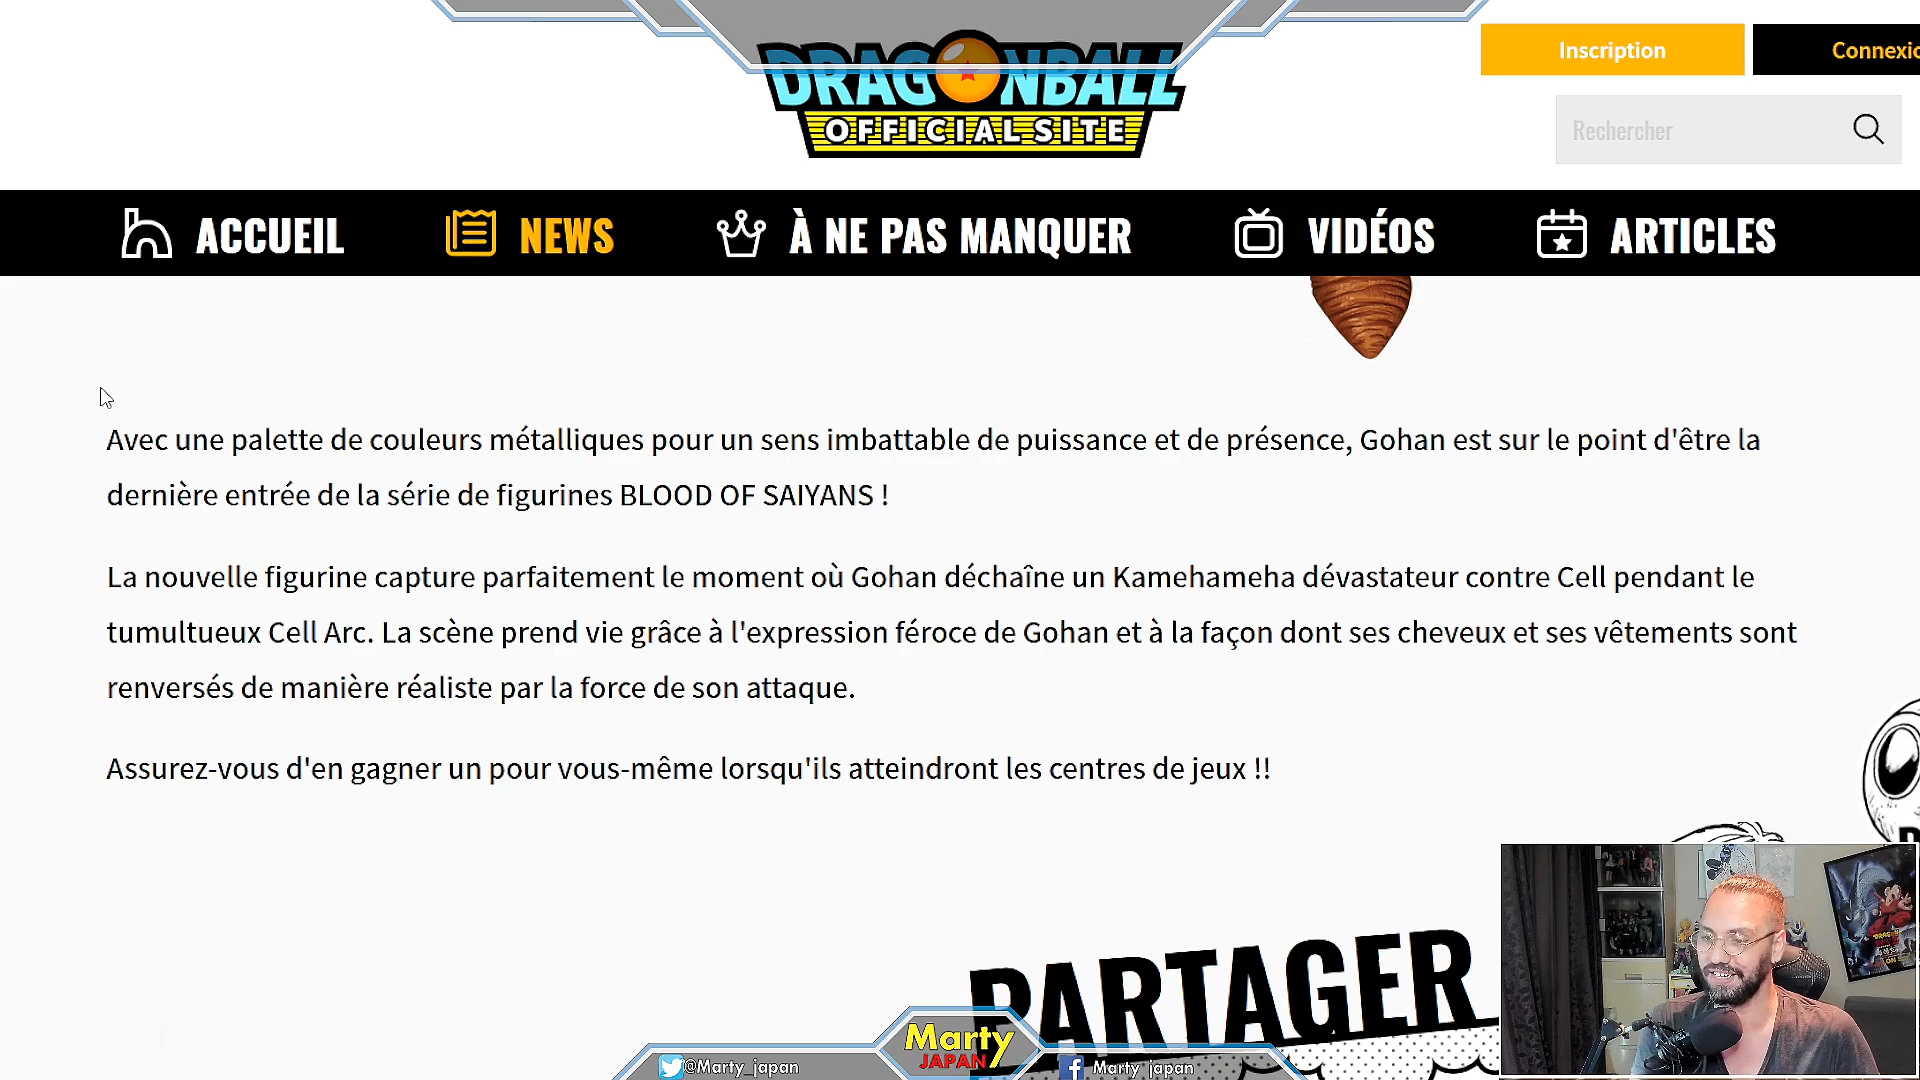 DRAGONBALL
OFFICIAL SITE
Inscription
Connexio
Rechercher
ACCUEIL
NEWS
À NE PAS MANQUER
VIDÉOS
ARTICLES
Avec une palette de couleurs métalliques pour un sens imbattable de puissance et de présence, Gohan est sur le point d'être la
dernière entrée de la série de figurines BLOOD OF SAIYANS !
La nouvelle figurine capture parfaitement le moment où Gohan déchaîne un Kamehameha dévastateur contre Cell pendant le
tumultueux Cell Arc. La scène prend vie grâce à l'expression féroce de Gohan et à la façon dont ses cheveux et ses vêtements sont
renversés de manière réaliste par la force de son attaque.
Assurez-vous d'en gagner un pour vous-même lorsqu'ils atteindront les centres de jeux !!
PARTAGER
Marty
JAPAN
@Marty_japan
Marty_japan